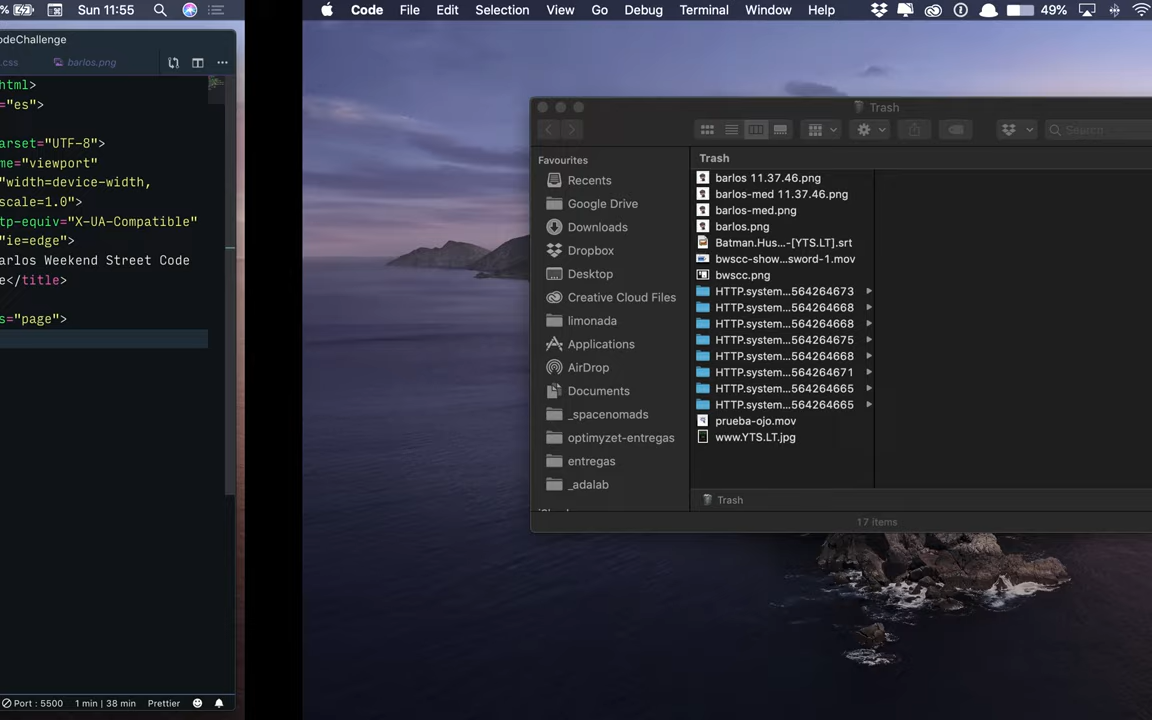 % Sun 11:55
odeChallenge
.css barlos.png
html>
="es">
arset="UTF-8">
me="viewport"
"width=device-width,
scale=1.0">
tp-equiv="X-UA-Compatible"
"ie=edge">
arlos Weekend Street Code
e</title>
s="page">
Port : 5500 1 min | 38 min Prettier
Code File Edit Selection View Go Debug Terminal Window Help 49%
Trash
Search
Favourites
Recents
Google Drive
Downloads
Dropbox
Desktop
Creative Cloud Files
limonada
Applications
AirDrop
Documents
_spacenomads
optimyzet-entregas
entregas
_adalab
Trash
barlos 11.37.46.png
barlos-med 11.37.46.png
barlos-med.png
barlos.png
Batman.Hus...-[YTS.LT].srt
bwscc-show...sword-1.mov
bwscc.png
HTTP.system...564264673
HTTP.system...564264668
HTTP.system...564264668
HTTP.system...564264675
HTTP.system...564264668
HTTP.system...564264671
HTTP.system...564264665
HTTP.system...564264665
prueba-ojo.mov
www.YTS.LT.jpg
Trash
17 items